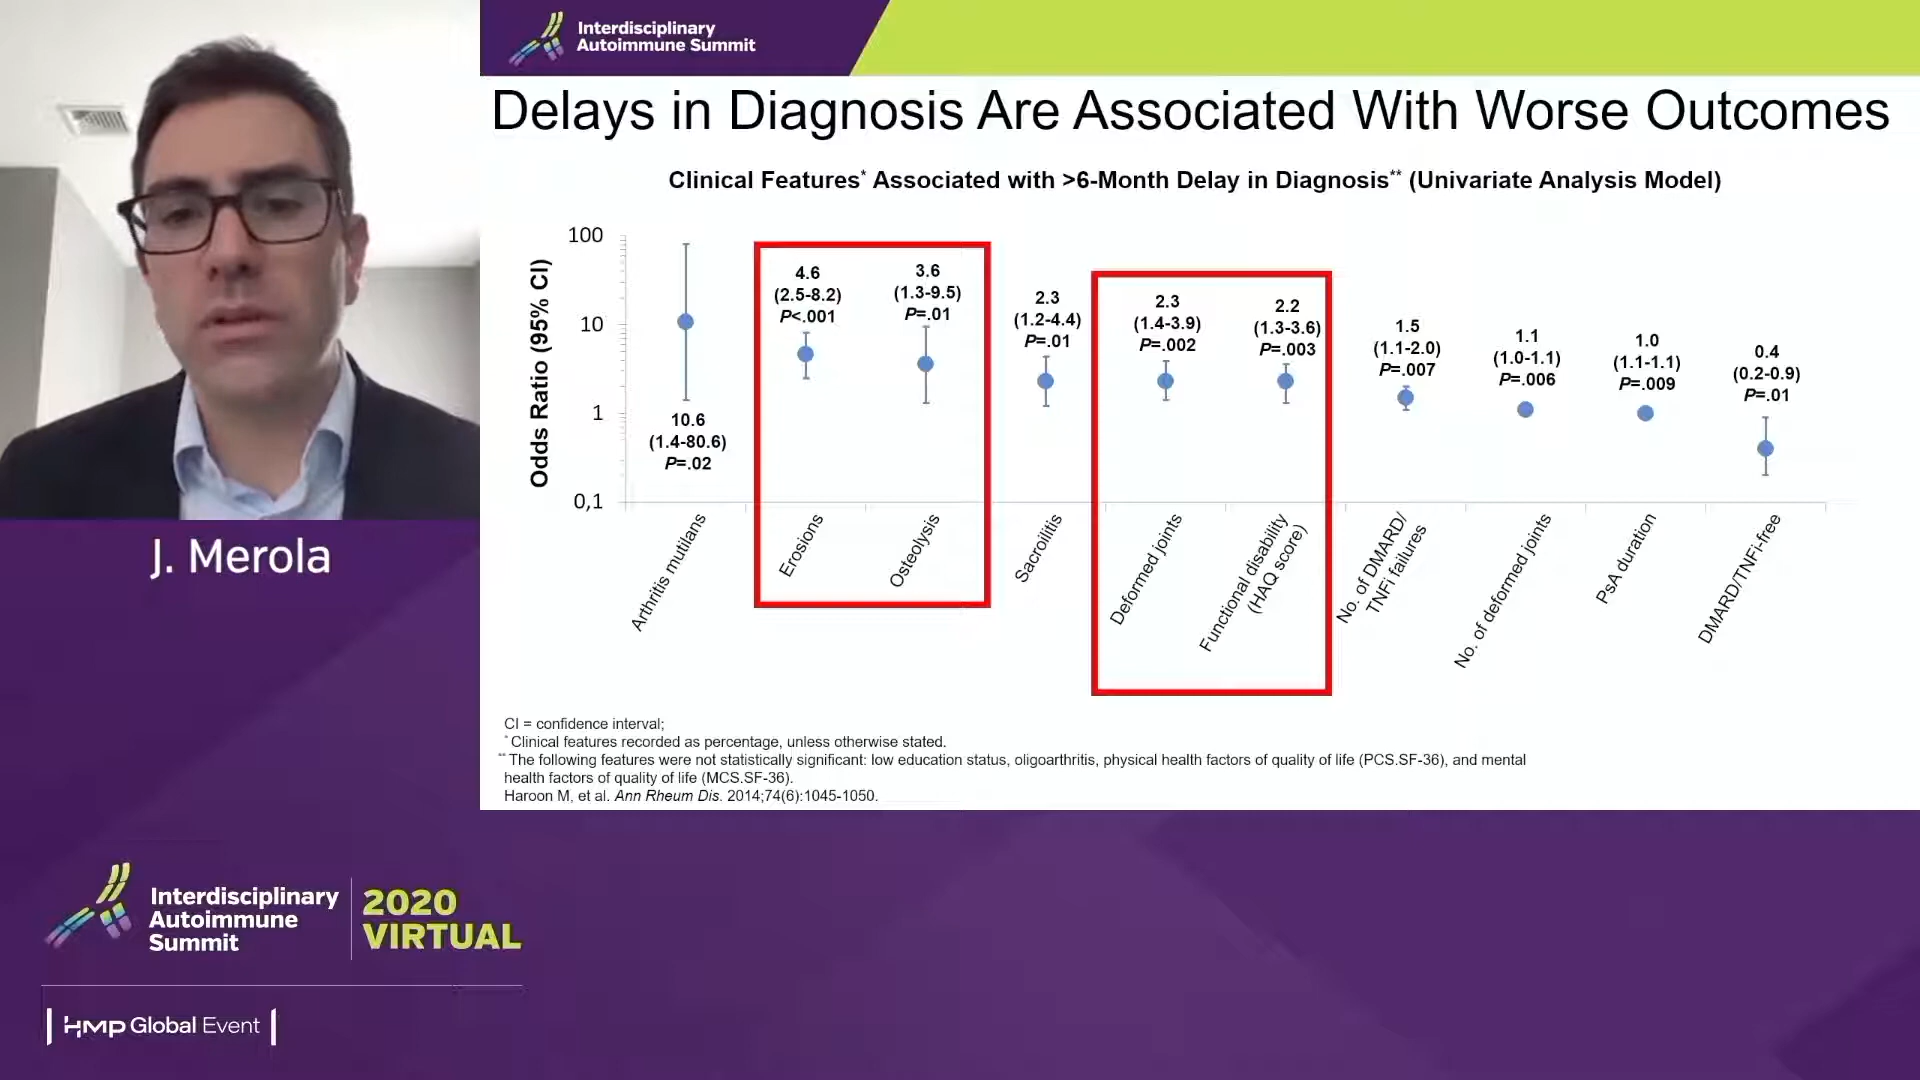 Interdisciplinary
Autoimmune Summit
Delays in Diagnosis Are Associated With Worse Outcomes
Clinical Features* Associated with >6-Month Delay in Diagnosis** (Univariate Analysis Model)
Odds Ratio (95% CI)
100
10
1
0,1
10.6
(1.4-80.6)
P=.02
4.6
(2.5-8.2)
P<.001
3.6
(1.3-9.5)
P=.01
2.3
(1.2-4.4)
P=.01
2.3
(1.4-3.9)
P=.002
2.2
(1.3-3.6)
P=.003
1.5
(1.1-2.0)
P=.007
1.1
(1.0-1.1)
P=.006
1.0
(1.1-1.1)
P=.009
0.4
(0.2-0.9)
P=.01
Arthritis mutilans
Erosions
Osteolysis
Sacroilitis
Deformed joints
Functional disability
(HAQ score)
No. of DMARD/
TNFi failures
No. of deformed joints
PsA duration
DMARD/TNFi-free
CI = confidence interval;
* Clinical features recorded as percentage, unless otherwise stated.
** The following features were not statistically significant: low education status, oligoarthritis, physical health factors of quality of life (PCS.SF-36), and mental
health factors of quality of life (MCS.SF-36).
Haroon M, et al. Ann Rheum Dis. 2014;74(6):1045-1050.
J. Merola
Interdisciplinary
Autoimmune
Summit
2020
VIRTUAL
HMP Global Event